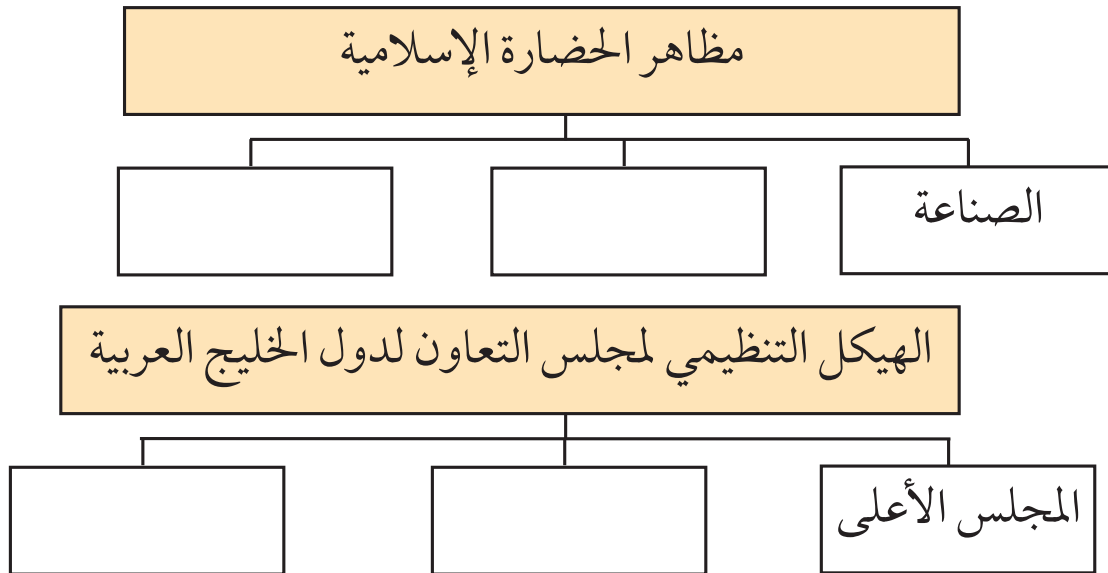 مظاهر الحضارة الإسلامية
الصناعة
الهيكل التنظيمي لمجلس التعاون لدول الخليج العربية
المجلس الأعلى